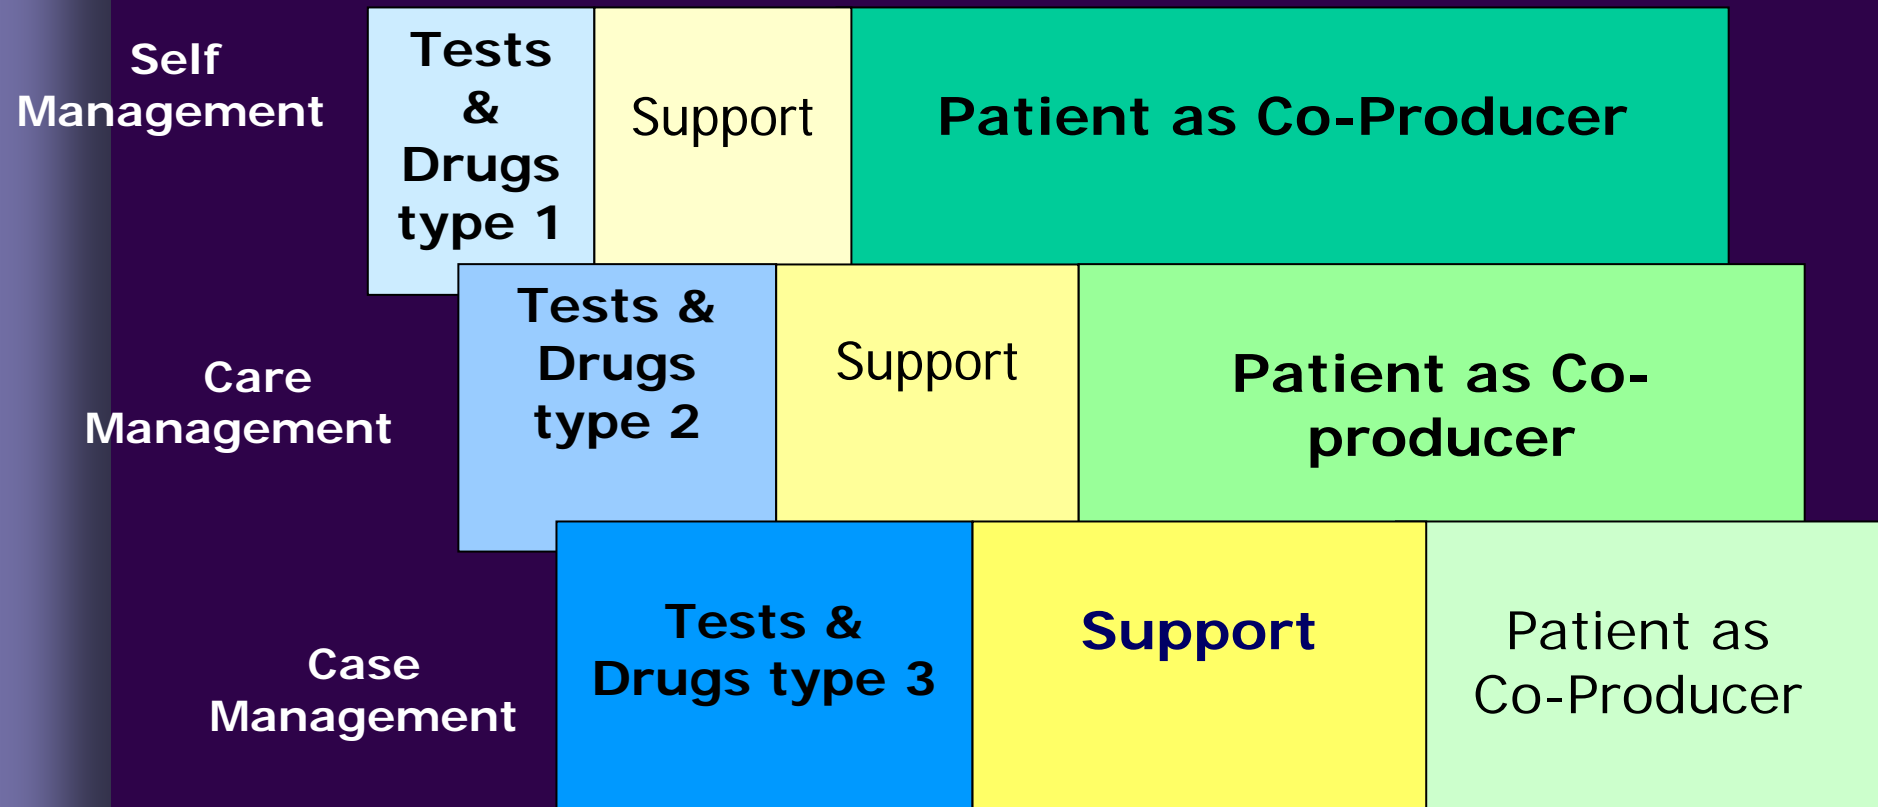 Self
Management
Tests
&
Drugs
type 1
Support
Patient as Co-Producer
Care
Management
Tests &
Drugs
type 2
Support
Patient as Co-
producer
Case
Management
Tests &
Drugs type 3
Support
Patient as
Co-Producer